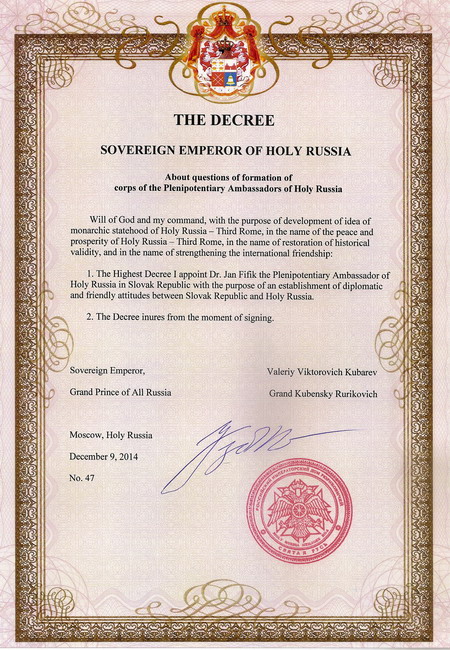 THE DECREE
SOVEREIGN EMPEROR OF HOLY RUSSIA
About questions of formation of
corps of the Plenipotentiary Ambassadors of Holy Russia
Will of God and my command, with the purpose of development of idea of
monarchic statehood of Holy Russia – Third Rome, in the name of the peace and
prosperity of Holy Russia – Third Rome, in the name of restoration of historical
validity, and in the name of strengthening the international friendship:
1. The Highest Decree I appoint Dr. Jan Fifik the Plenipotentiary Ambassador of
Holy Russia in Slovak Republic with the purpose of an establishment of diplomatic
and friendly attitudes between Slovak Republic and Holy Russia.
2. The Decree inures from the moment of signing.
Sovereign Emperor, Valeriy Viktorovich Kubarev
Grand Prince of All Russia Grand Kubensky Rurikovich
Moscow, Holy Russia
December 9, 2014
No. 47
СВЯТАЯ РУСЬ